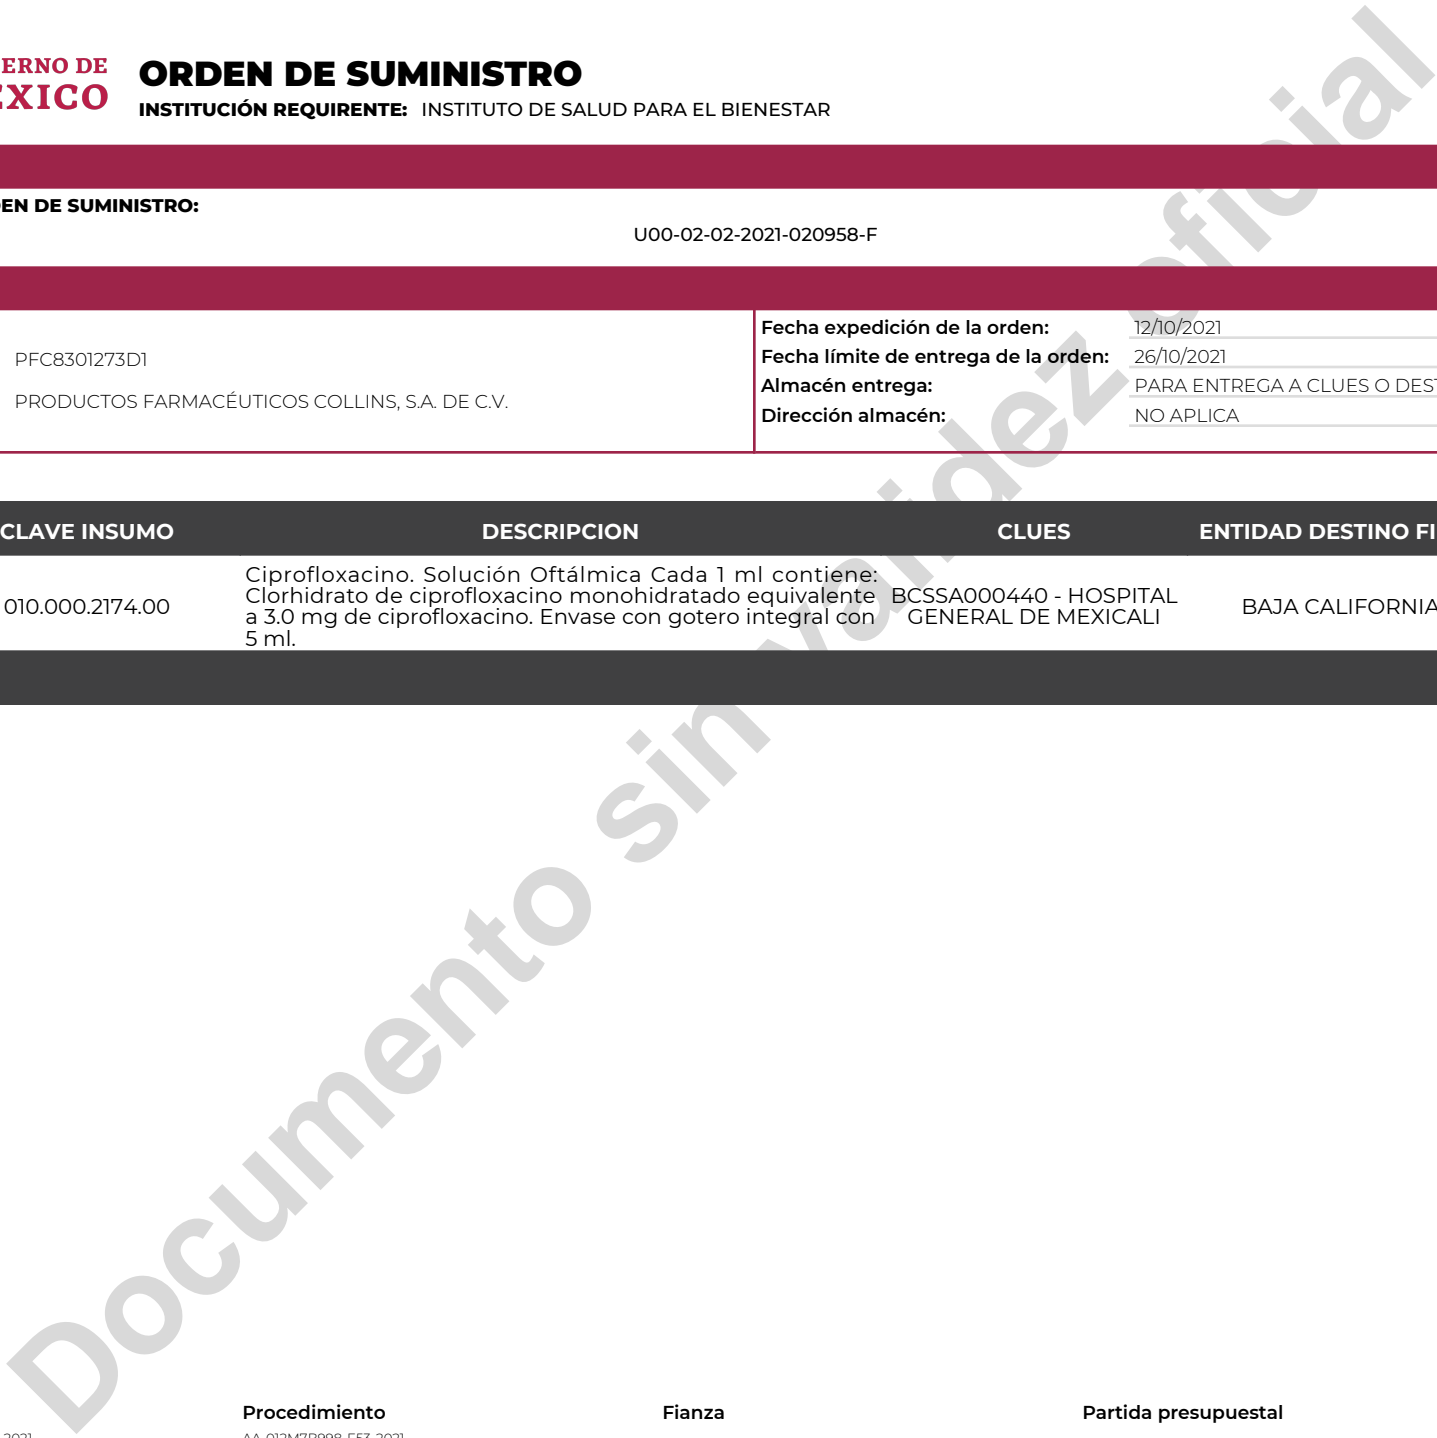 ERNO DE
EXICO
ORDEN DE SUMINISTRO
INSTITUCIÓN REQUIRENTE: INSTITUTO DE SALUD PARA EL BIENESTAR
EN DE SUMINISTRO:
U00-02-02-2021-020958-F
PFC8301273D1
PRODUCTOS FARMACÉUTICOS COLLINS, S.A. DE C.V.
Fecha expedición de la orden: 12/10/2021
Fecha límite de entrega de la orden: 26/10/2021
Almacén entrega: PARA ENTREGA A CLUES O DEST
Dirección almacén: NO APLICA
CLAVE INSUMO DESCRIPCION CLUES ENTIDAD DESTINO FI
010.000.2174.00
Ciprofloxacino. Solución Oftálmica Cada 1 ml contiene:
Clorhidrato de ciprofloxacino monohidratado equivalente
a 3.0 mg de ciprofloxacino. Envase con gotero integral con
5 ml.
BCSSA000440 - HOSPITAL
GENERAL DE MEXICALI
BAJA CALIFORNIA
Documento sin validez oficial
Procedimiento Fianza Partida presupuestal